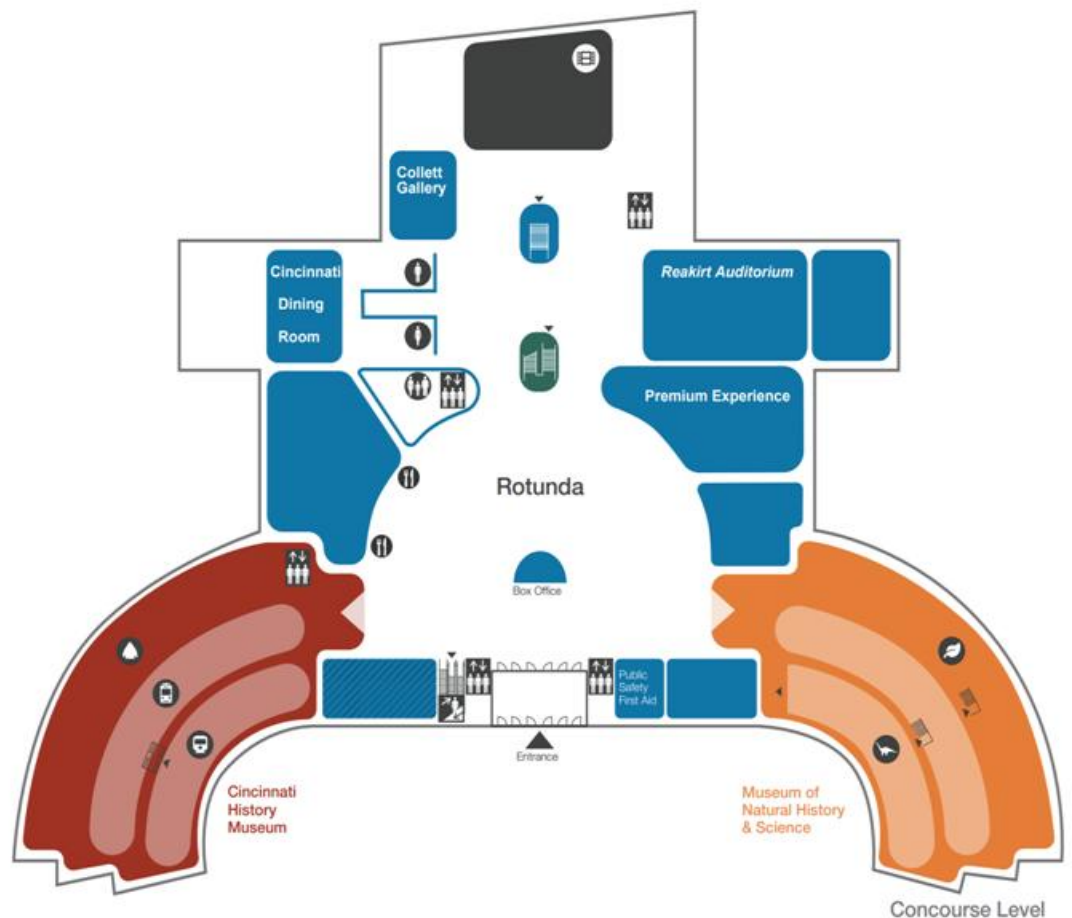 Collett
Gallery
Cincinnati
Dining
Room
Reakirt Auditorium
Premium Experience
Rotunda
Box Office
Public
Safety
First Aid
Entrance
Cincinnati
History
Museum
Museum of
Natural History
& Science
Concourse Level